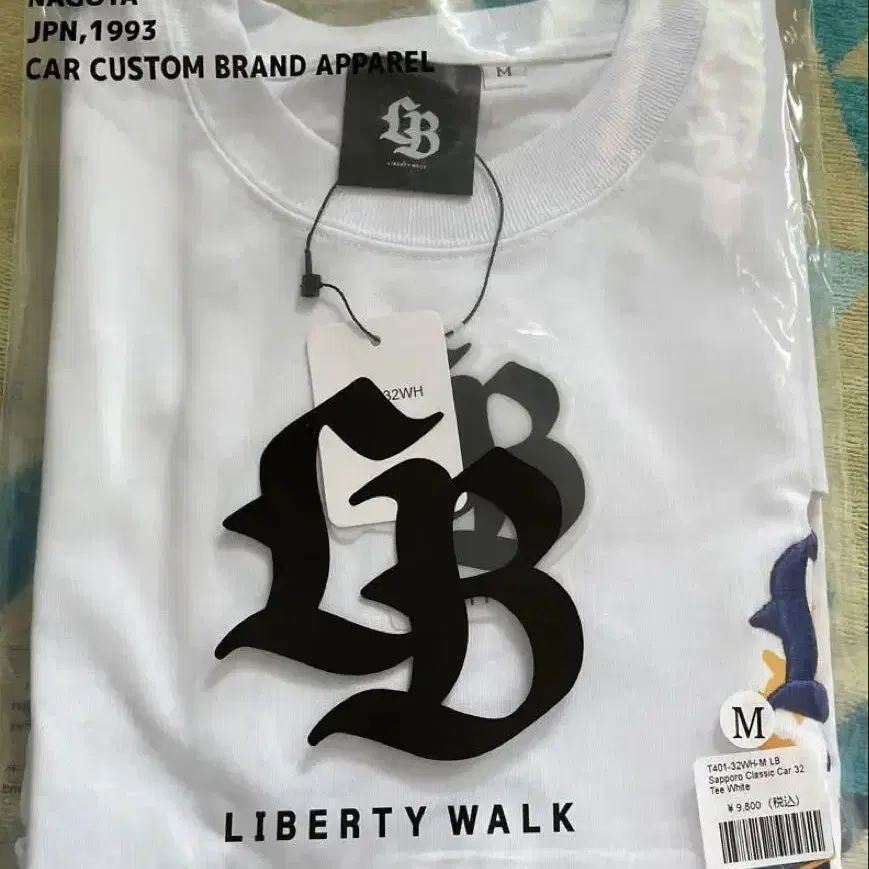 NAGOYA
JPN,1993
CAR CUSTOM BRAND APPAREL
M
LB
LIBERTY WALK
32WH
LB
LIBERTY WALK
M
T401-32WH-M LB
Sapporo Classic Car 32
Tee White
¥9,800 (税込)